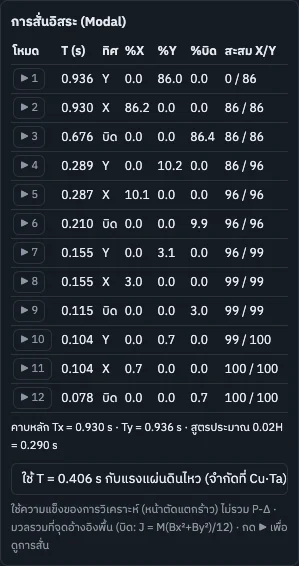 การสั่นอิสระ (Modal)
โหมด T (s) ทิศ %X %Y %บิด สะสม X/Y
▶ 1 0.936 Y 0.0 86.0 0.0 0 / 86
▶ 2 0.930 X 86.2 0.0 0.0 86 / 86
▶ 3 0.676 บิด 0.0 0.0 86.4 86 / 86
▶ 4 0.289 Y 0.0 10.2 0.0 86 / 96
▶ 5 0.287 X 10.1 0.0 0.0 96 / 96
▶ 6 0.210 บิด 0.0 0.0 9.9 96 / 96
▶ 7 0.155 Y 0.0 3.1 0.0 96 / 99
▶ 8 0.155 X 3.0 0.0 0.0 99 / 99
▶ 9 0.115 บิด 0.0 0.0 3.0 99 / 99
▶ 10 0.104 Y 0.0 0.7 0.0 99 / 100
▶ 11 0.104 X 0.7 0.0 0.0 100 / 100
▶ 12 0.078 บิด 0.0 0.0 0.7 100 / 100
คาบหลัก Tx = 0.930 s · Ty = 0.936 s · สูตรประมาณ 0.02H
= 0.290 s
ใช้ T = 0.406 s กับแรงแผ่นดินไหว (จำกัดที่ Cu·Ta)
ใช้ความแข็งของการวิเคราะห์ (หน้าตัดแตกร้าว) ไม่รวม P-Δ ·
มวลรวมที่จุดอ้างอิงพื้น (บิด: J = M(Bx²+By²)/12) · กด ▶ เพื่อ
ดูการสั่น